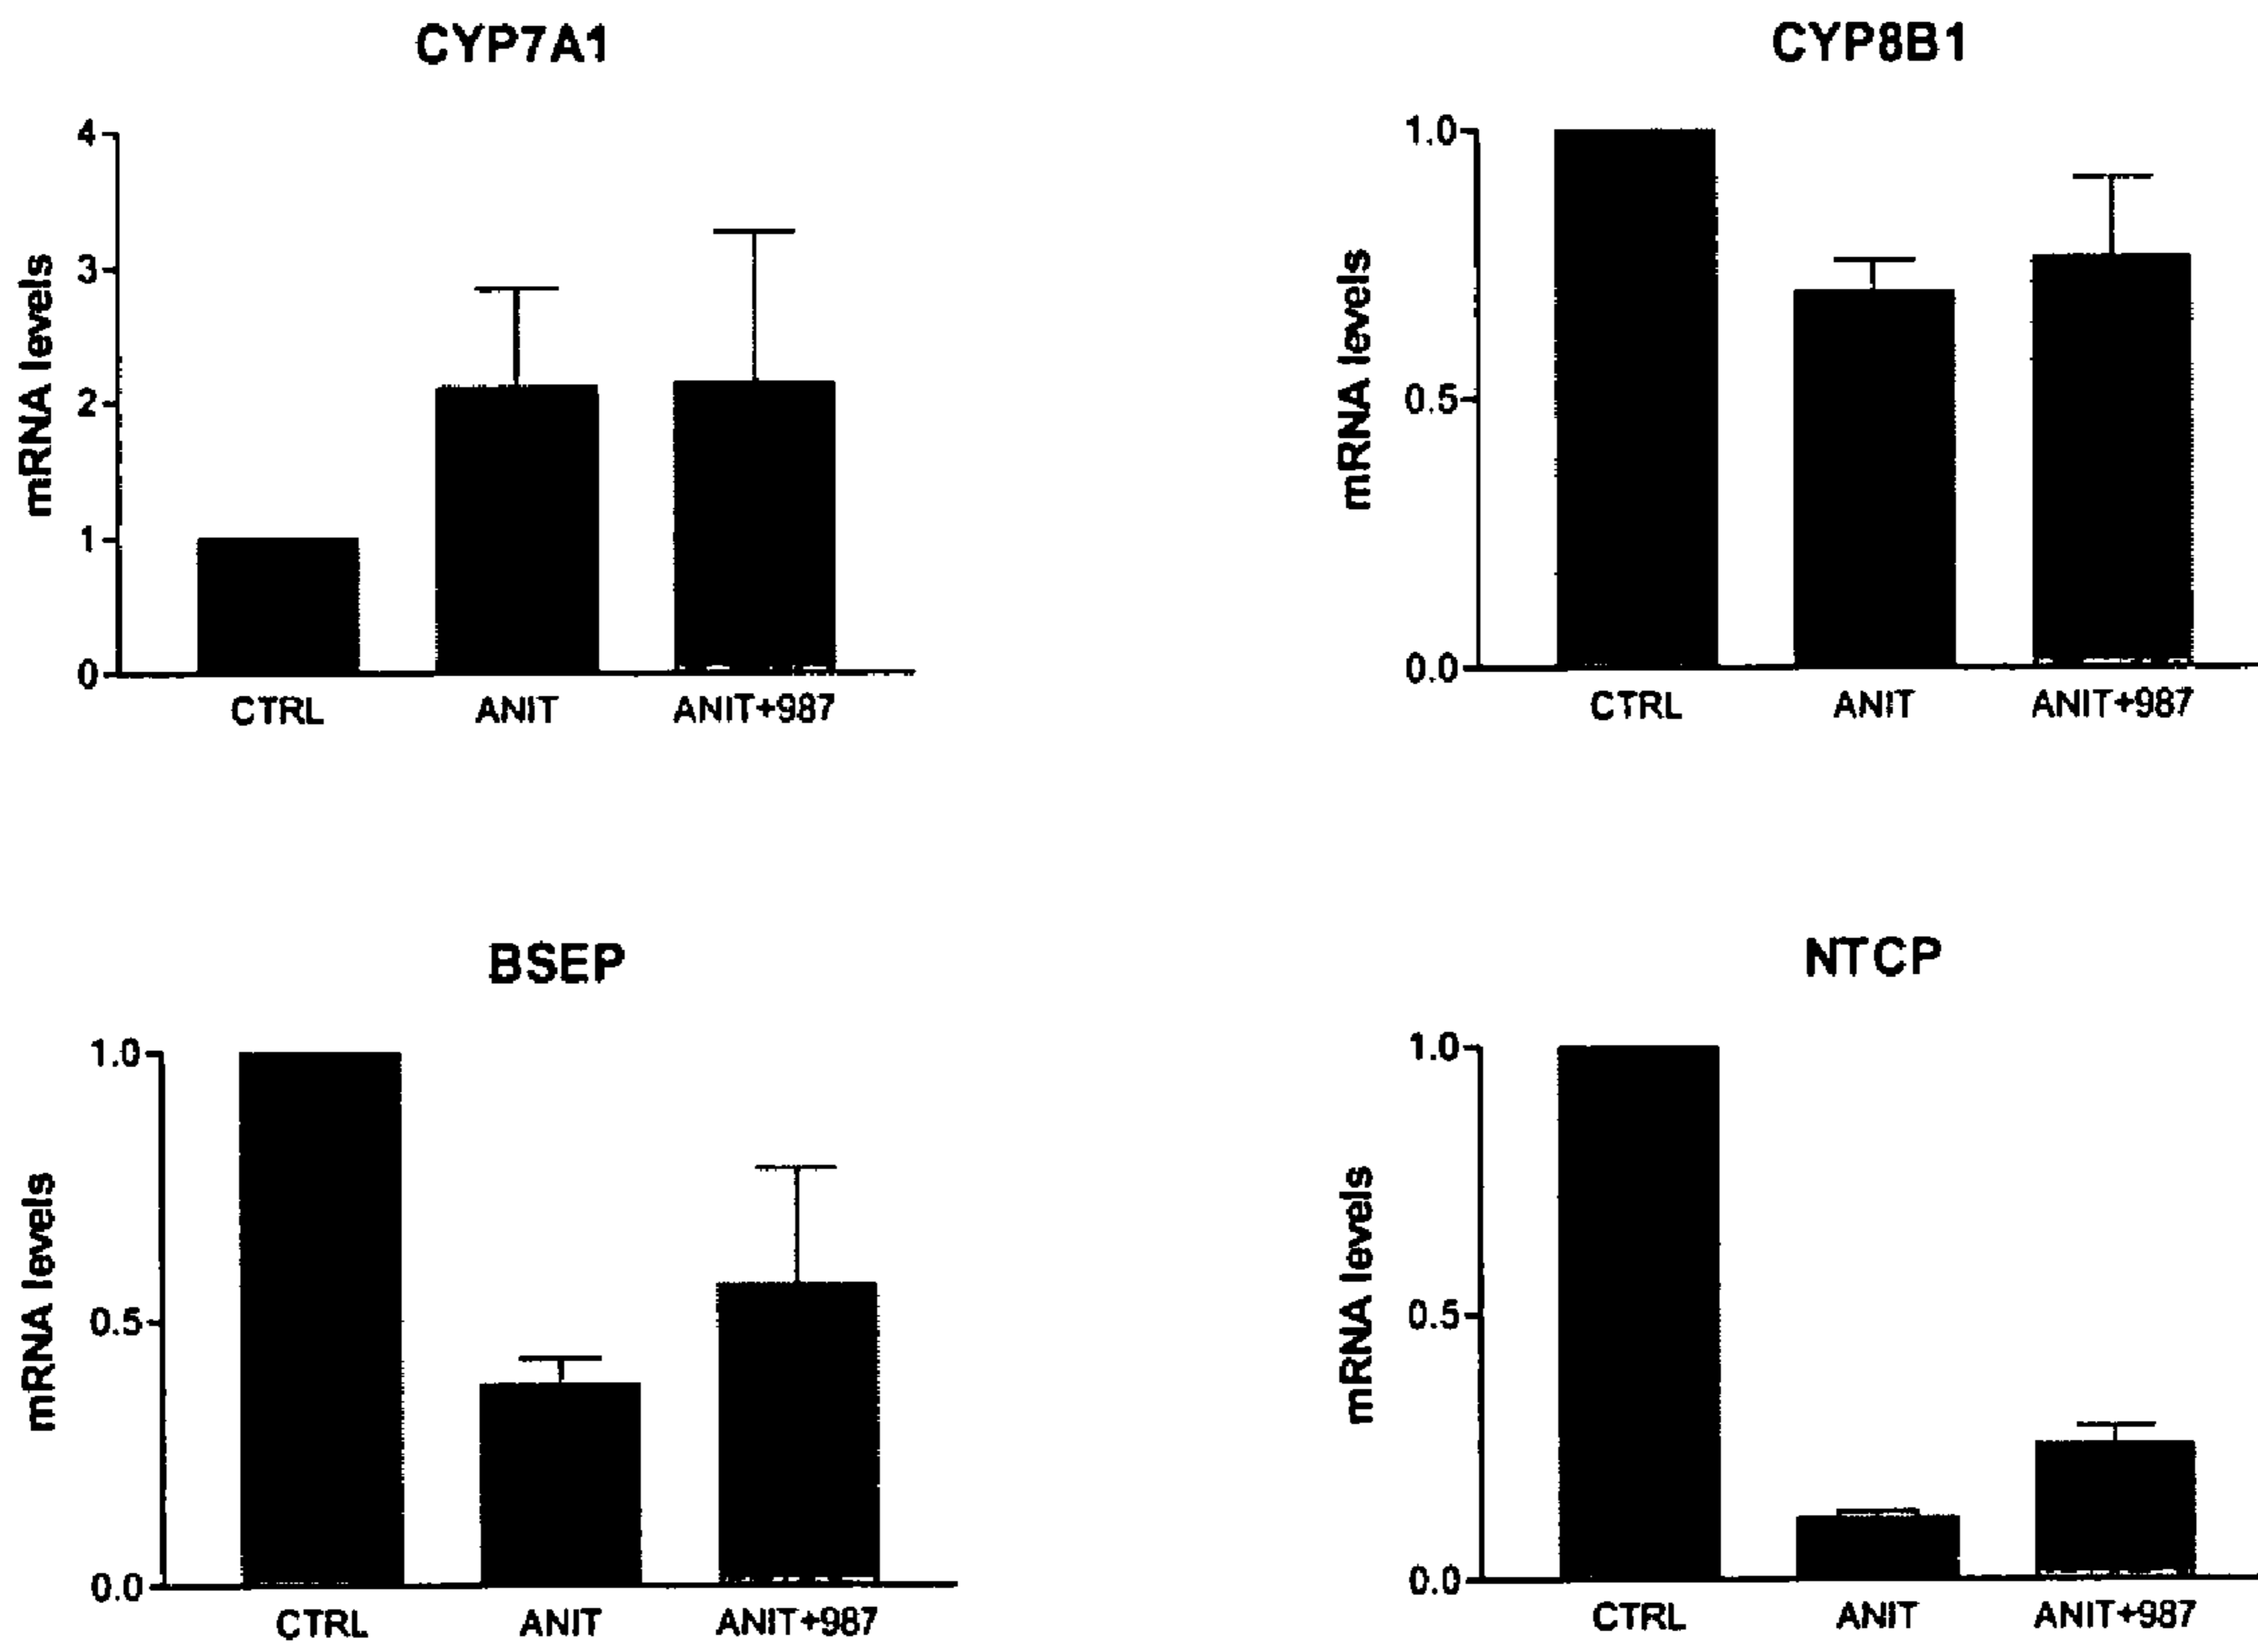 CYP7A1
mRNA levels
4
3
2
1
0
CTRL ANIT ANIT+987
CYP8B1
mRNA levels
1.0
0.5
0.0
CTRL ANIT ANIT+987
BSEP
mRNA levels
1.0
0.5
0.0
CTRL ANIT ANIT+987
NTCP
mRNA levels
1.0
0.5
0.0
CTRL ANIT ANIT+987